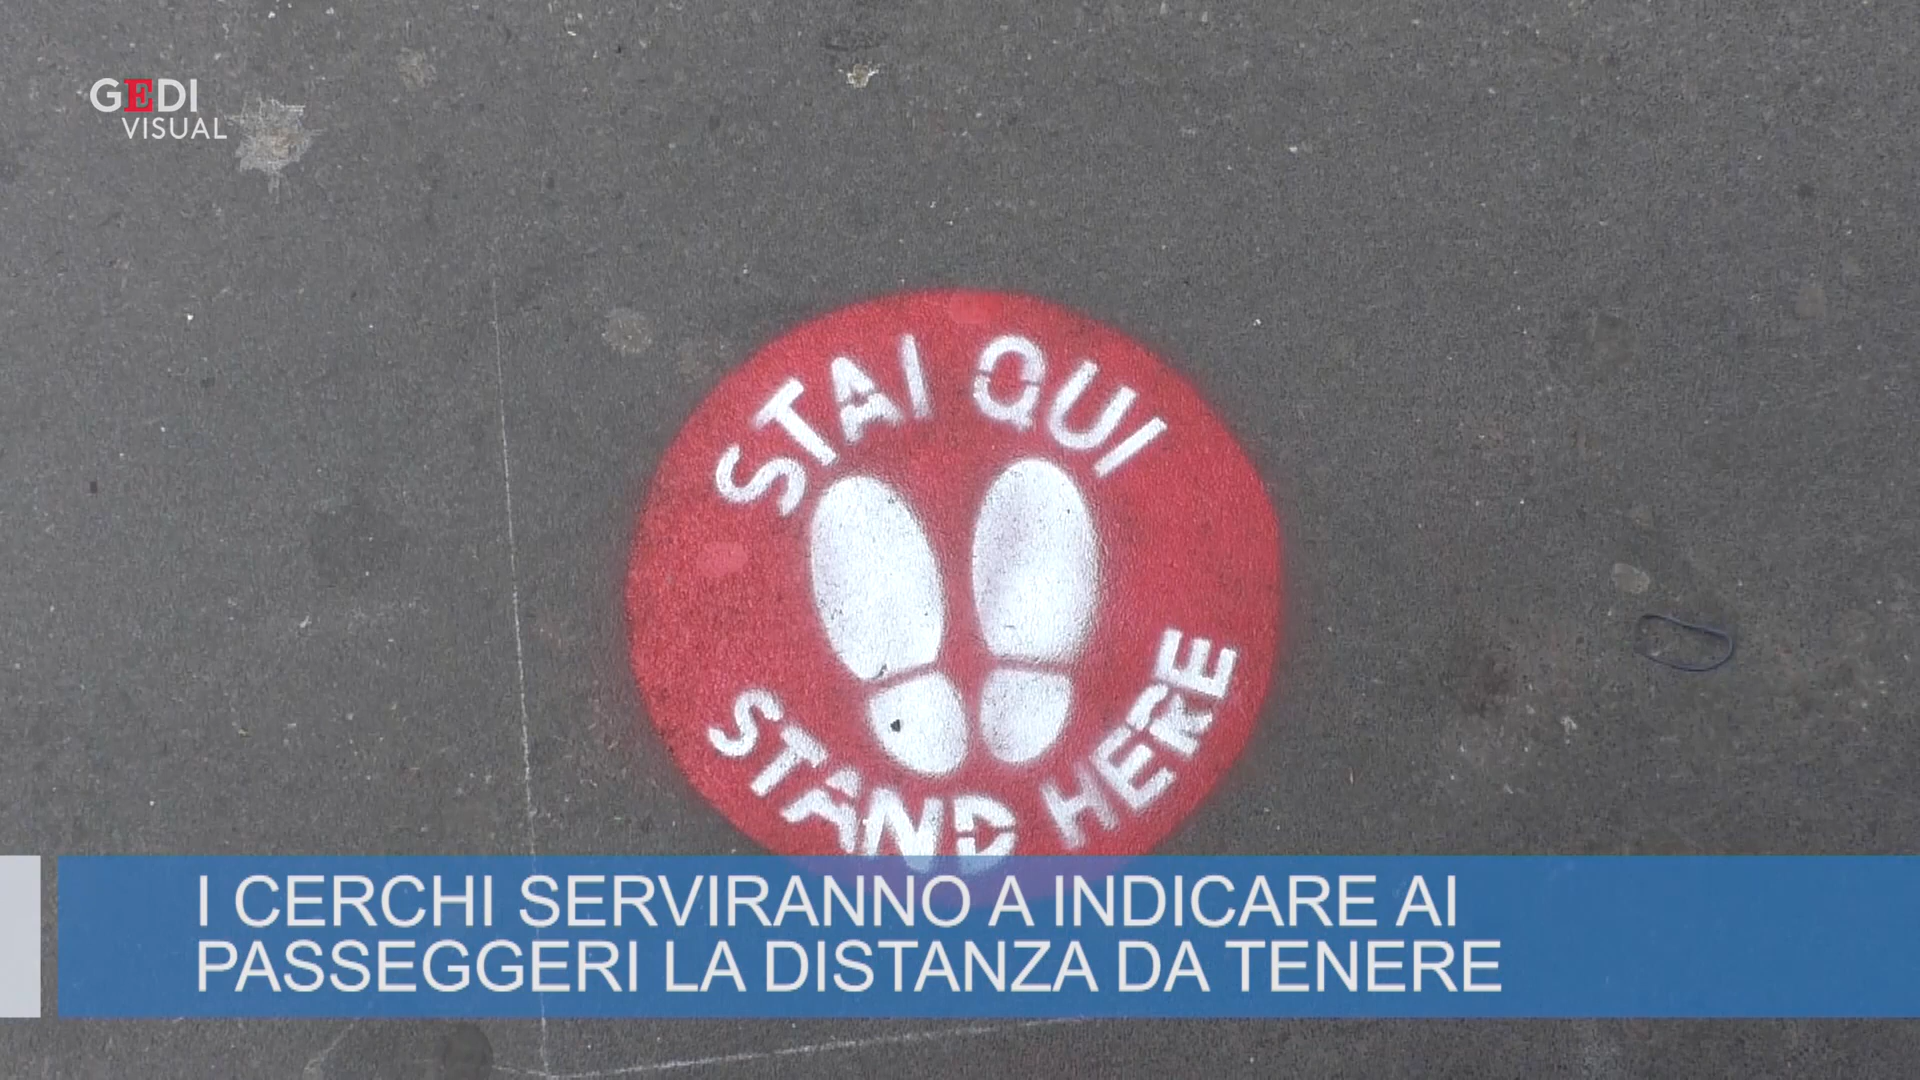 GEDI
VISUAL
STAI QUI
STAND HERE
I CERCHI SERVIRANNO A INDICARE AI
PASSEGGERI LA DISTANZA DA TENERE